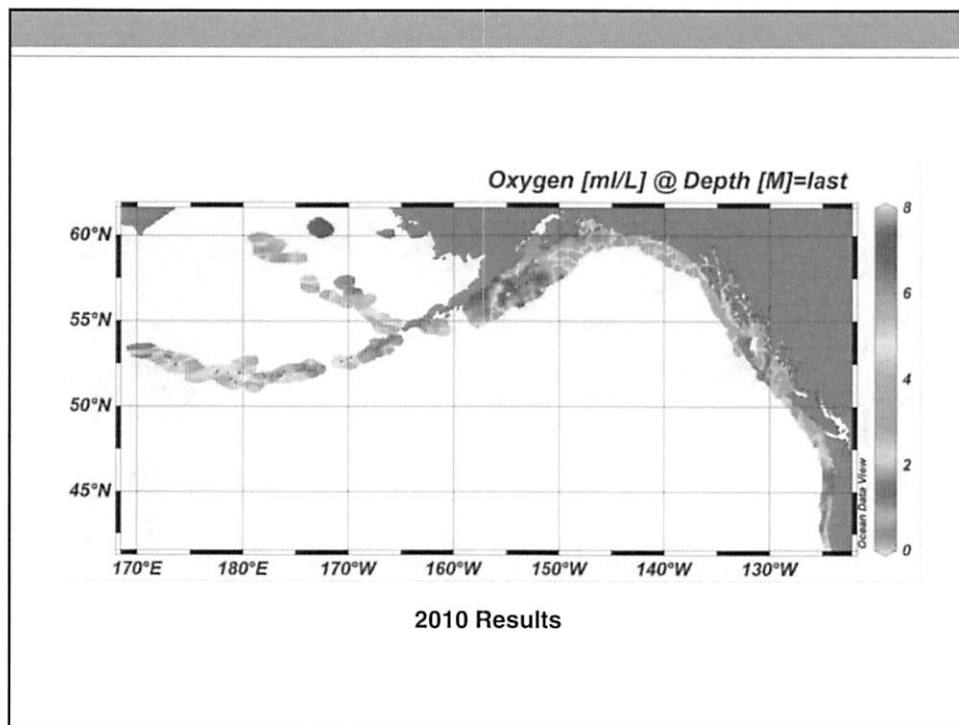 Oxygen [ml/L] @ Depth [M]=last
60°N
55°N
50°N
45°N
170°E
180°E
170°W
160°W
150°W
140°W
130°W
8
6
4
2
0
Ocean Data View
2010 Results